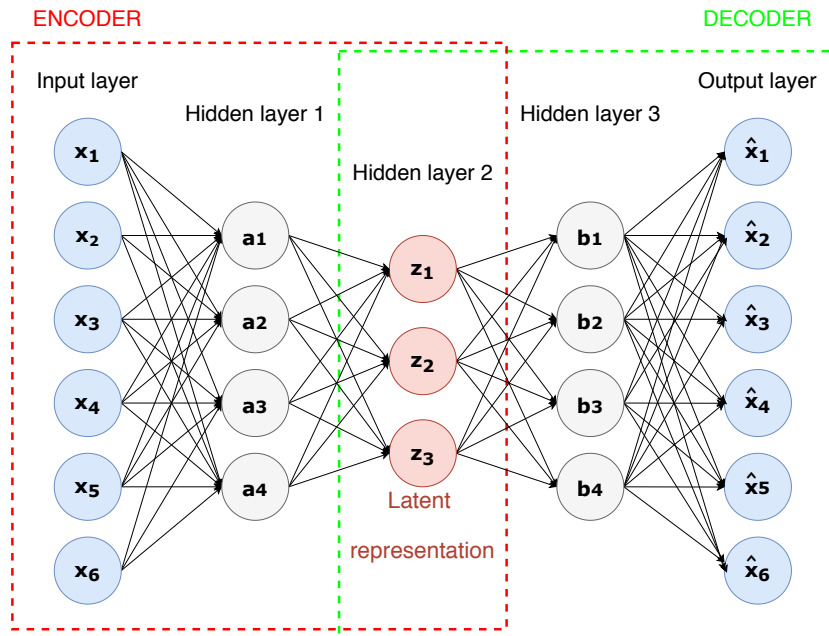 ENCODER
DECODER
Input layer
Output layer
Hidden layer 1
Hidden layer 3
Hidden layer 2
x1
x2
x3
x4
x5
x6
a1
a2
a3
a4
z1
z2
z3
Latent
representation
b1
b2
b3
b4
x̂1
x̂2
x̂3
x̂4
x̂5
x̂6